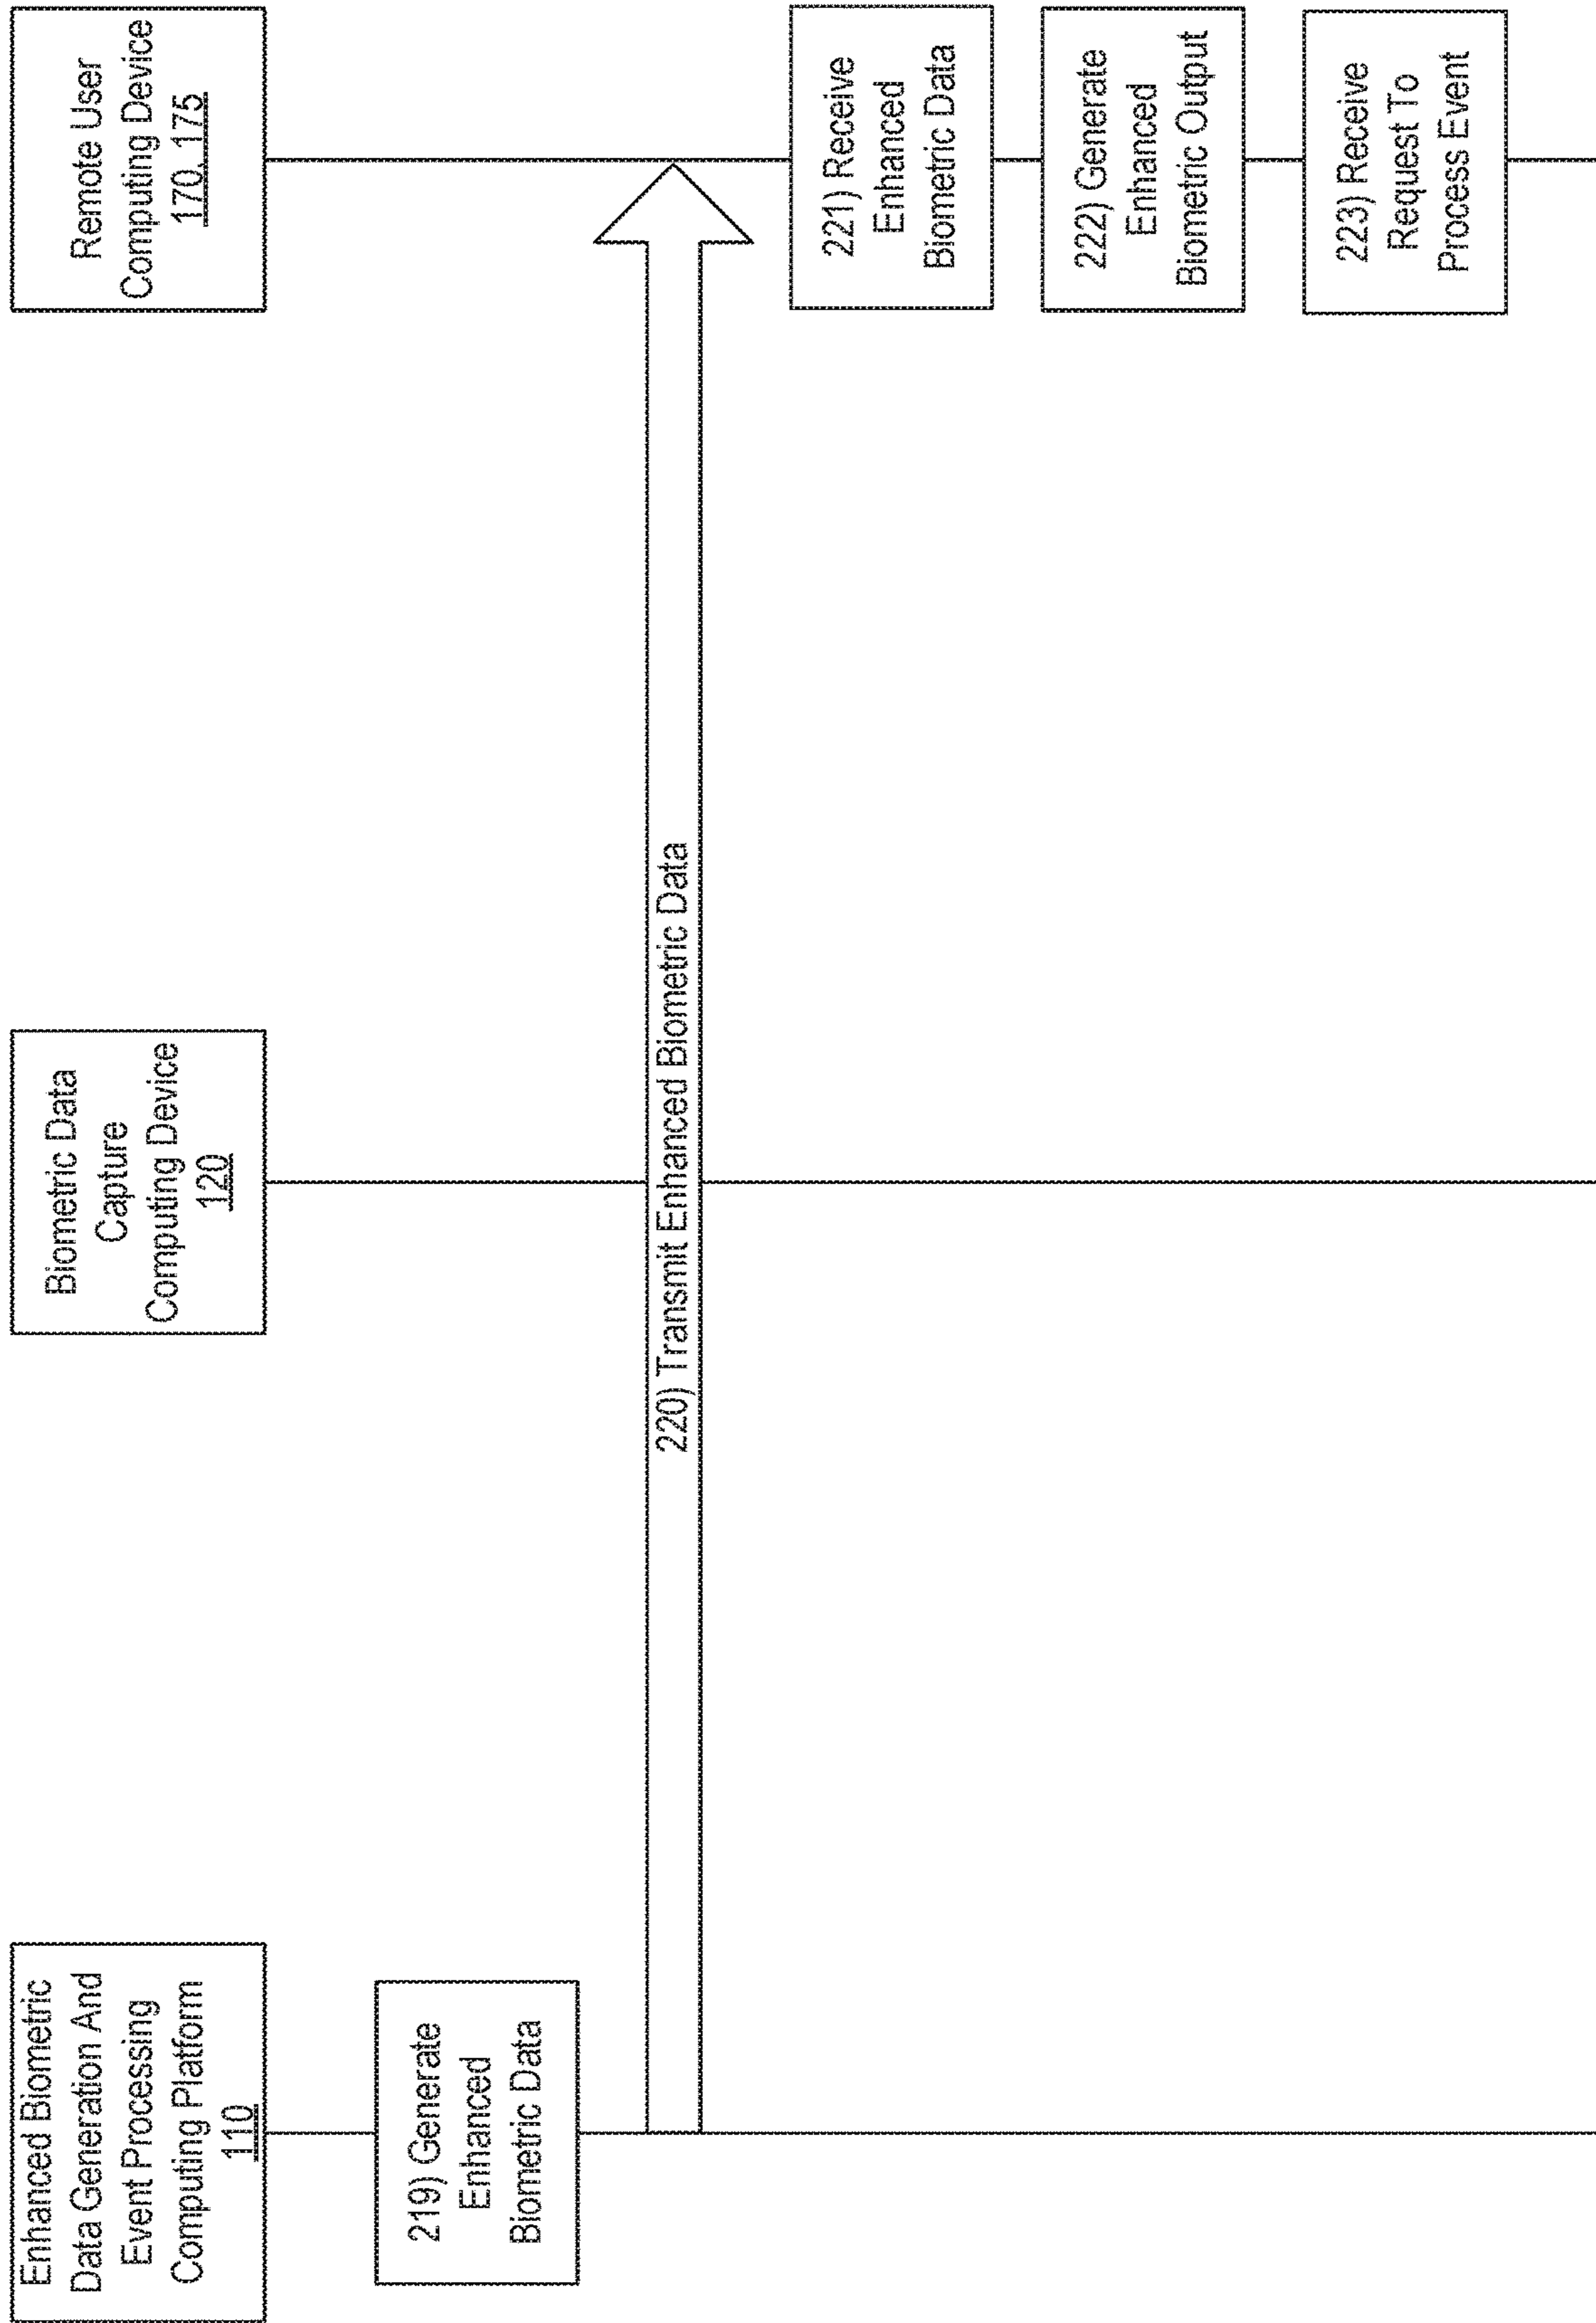 Enhanced Biometric
Data Generation And
Event Processing
Computing Platform
110
Biometric Data
Capture
Computing Device
120
Remote User
Computing Device
170, 175
219) Generate
Enhanced
Biometric Data
220) Transmit Enhanced Biometric Data
221) Receive
Enhanced
Biometric Data
222) Generate
Enhanced
Biometric Output
223) Receive
Request To
Process Event